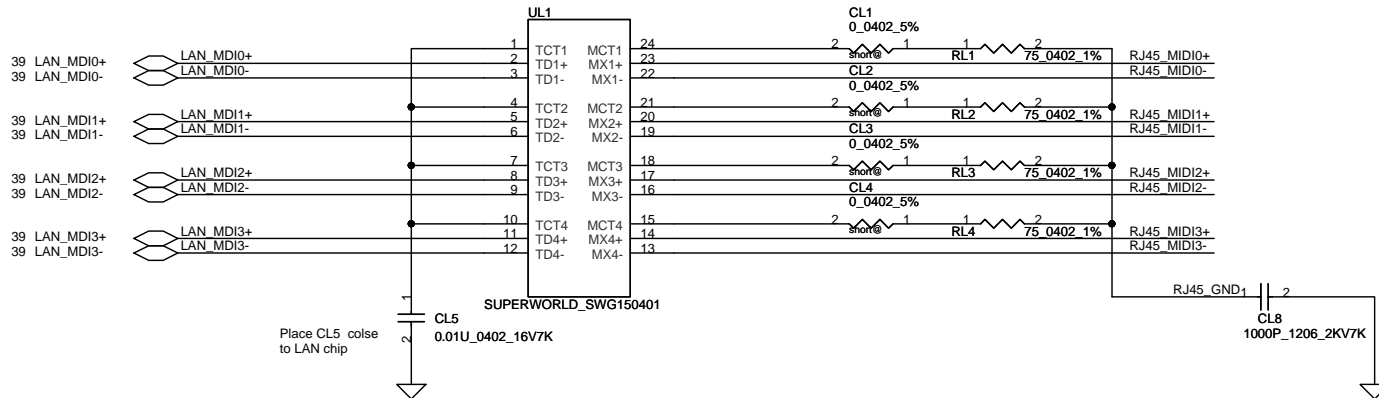 UL1
CL1
0_0402_5%
1 TCT1 MCT1 24 2 short@ 1 1 RL1 2 75_0402_1%
39 LAN_MDI0+ LAN_MDI0+ 2 TD1+ MX1+ 23 RJ45_MIDI0+
39 LAN_MDI0- LAN_MDI0- 3 TD1- MX1- 22 RJ45_MIDI0-
CL2
0_0402_5%
4 TCT2 MCT2 21 2 short@ 1 1 RL2 2 75_0402_1%
39 LAN_MDI1+ LAN_MDI1+ 5 TD2+ MX2+ 20 RJ45_MIDI1+
39 LAN_MDI1- LAN_MDI1- 6 TD2- MX2- 19 RJ45_MIDI1-
CL3
0_0402_5%
7 TCT3 MCT3 18 2 short@ 1 1 RL3 2 75_0402_1%
39 LAN_MDI2+ LAN_MDI2+ 8 TD3+ MX3+ 17 RJ45_MIDI2+
39 LAN_MDI2- LAN_MDI2- 9 TD3- MX3- 16 RJ45_MIDI2-
CL4
0_0402_5%
10 TCT4 MCT4 15 2 short@ 1 1 RL4 2 75_0402_1%
39 LAN_MDI3+ LAN_MDI3+ 11 TD4+ MX4+ 14 RJ45_MIDI3+
39 LAN_MDI3- LAN_MDI3- 12 TD4- MX4- 13 RJ45_MIDI3-
SUPERWORLD_SWG150401
RJ45_GND 1 2
CL8
1000P_1206_2KV7K
1
CL5
2
0.01U_0402_16V7K
Place CL5 colse
to LAN chip